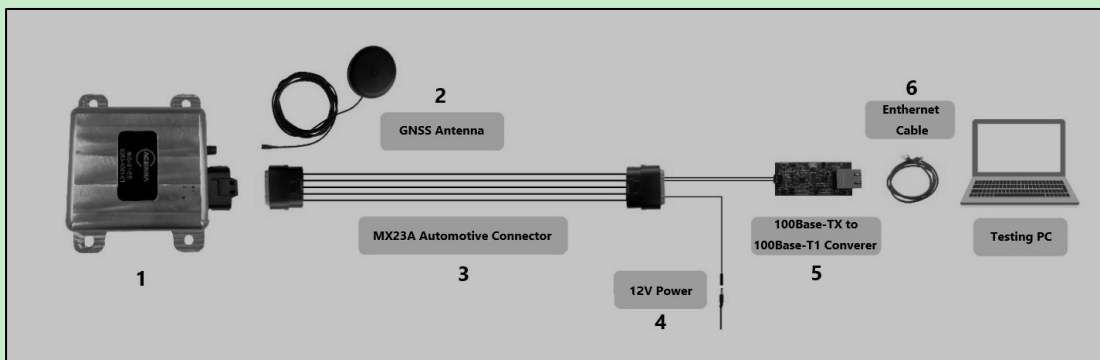 6
2
Enthernet
Cable
GNSS Antenna
ACEINNA
100Base-TX to
100Base-T1 Converer
MX23A Automotive Connector
Testing PC
1
3
5
12V Power
4